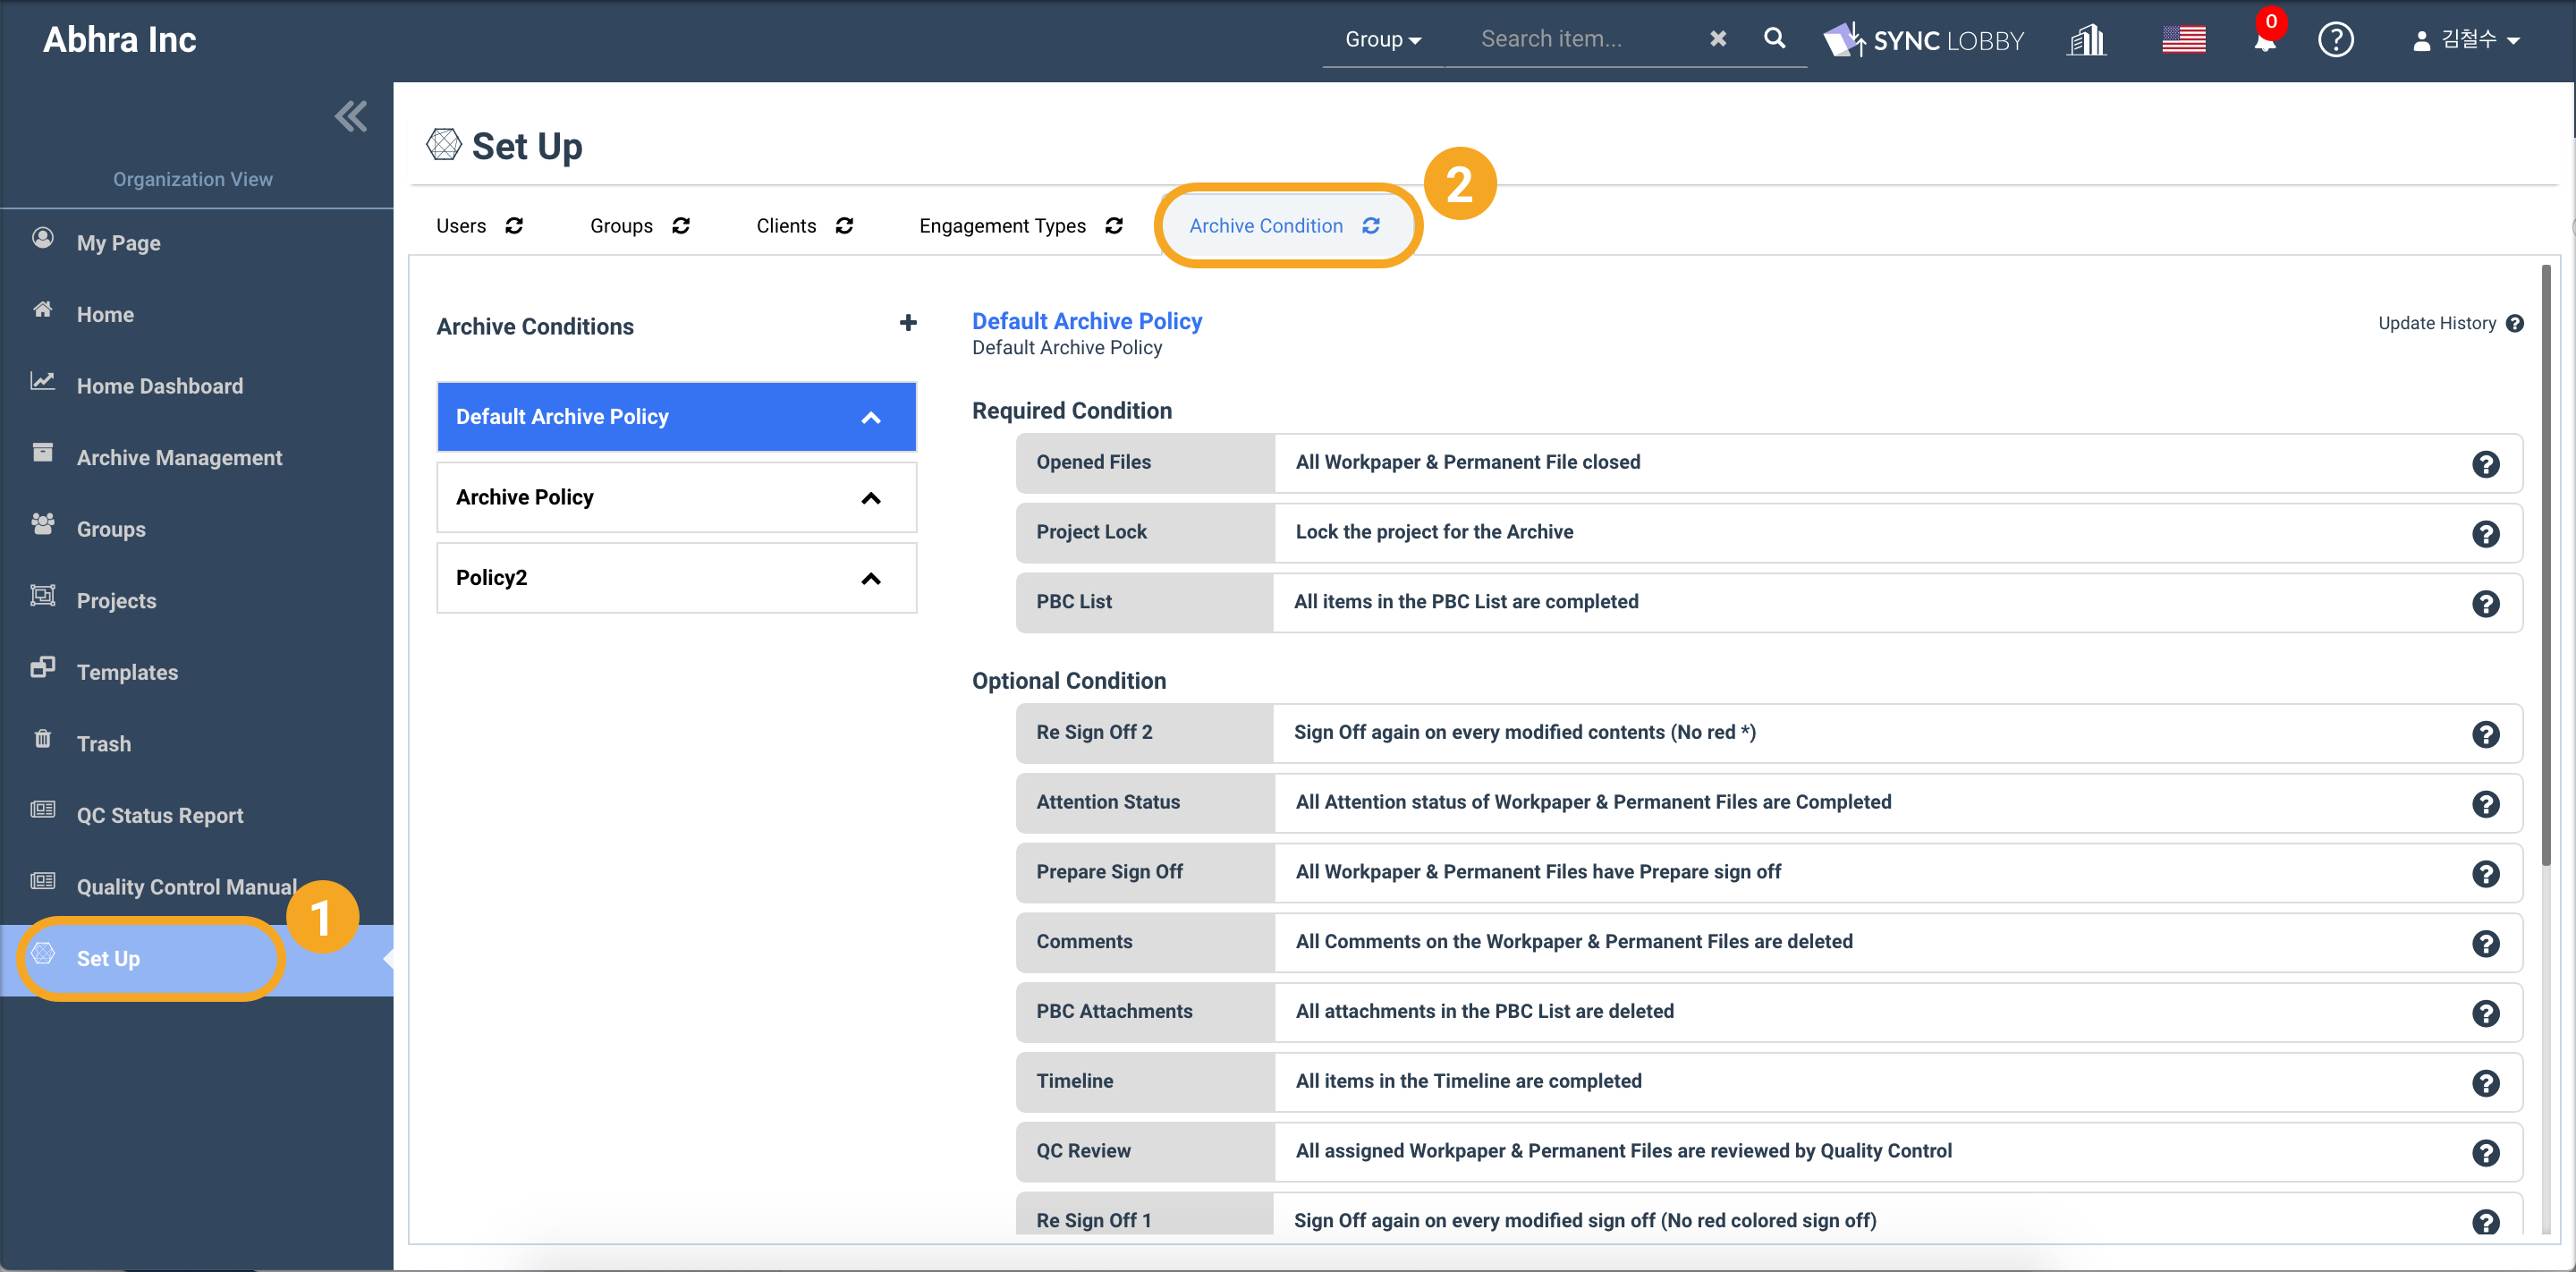 Abhra Inc
Group
Search item...
SYNC LOBBY
0
?
김철수
Organization View
My Page
Home
Home Dashboard
Archive Management
Groups
Projects
Templates
Trash
QC Status Report
Quality Control Manual
1
Set Up
Set Up
2
Users
Groups
Clients
Engagement Types
Archive Condition
Archive Conditions
+
Default Archive Policy
Archive Policy
Policy2
Default Archive Policy
Default Archive Policy
Update History ?
Required Condition
Opened Files All Workpaper & Permanent File closed ?
Project Lock Lock the project for the Archive ?
PBC List All items in the PBC List are completed ?
Optional Condition
Re Sign Off 2 Sign Off again on every modified contents (No red *) ?
Attention Status All Attention status of Workpaper & Permanent Files are Completed ?
Prepare Sign Off All Workpaper & Permanent Files have Prepare sign off ?
Comments All Comments on the Workpaper & Permanent Files are deleted ?
PBC Attachments All attachments in the PBC List are deleted ?
Timeline All items in the Timeline are completed ?
QC Review All assigned Workpaper & Permanent Files are reviewed by Quality Control ?
Re Sign Off 1 Sign Off again on every modified sign off (No red colored sign off) ?